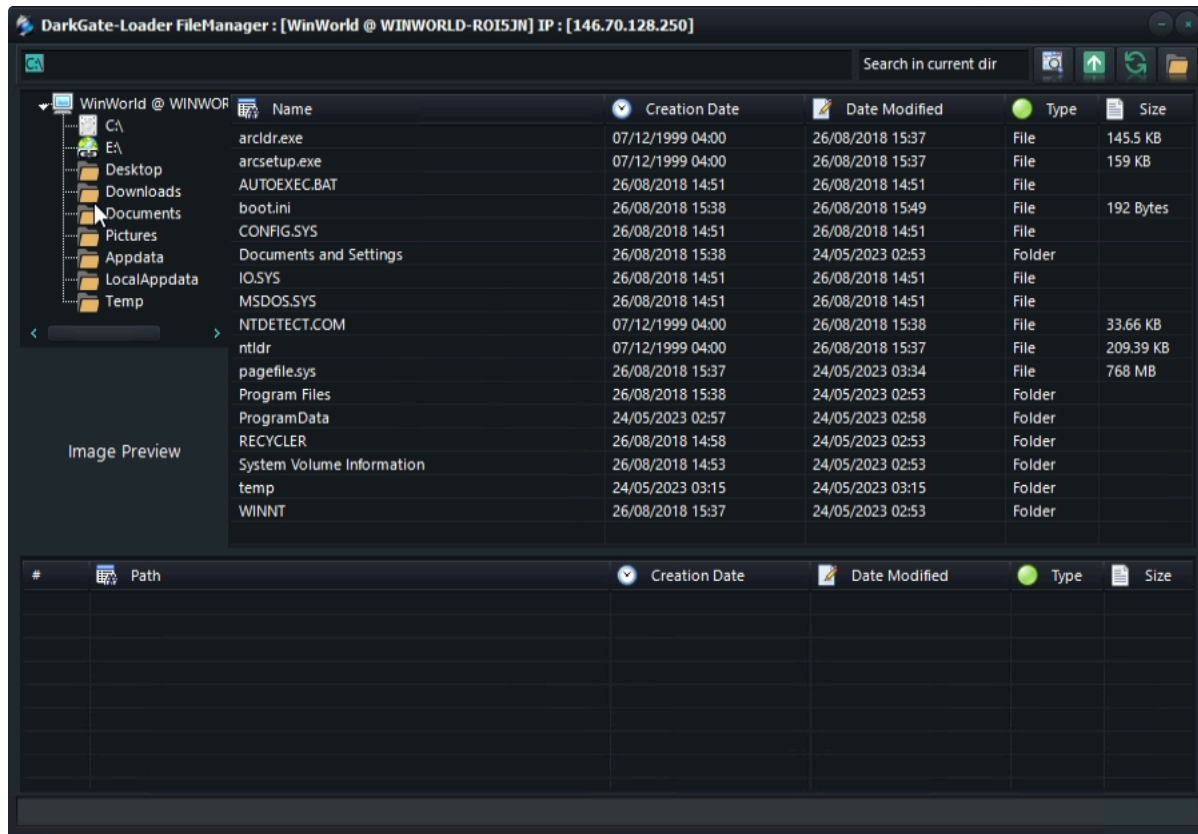 DarkGate-Loader FileManager : [WinWorld @ WINWORLD-ROI5JN] IP : [146.70.128.250]
C:\ Search in current dir
WinWorld @ WINWOR
C:\
E:\
Desktop
Downloads
Documents
Pictures
Appdata
LocalAppdata
Temp
Image Preview
Name Creation Date Date Modified Type Size
arcldr.exe 07/12/1999 04:00 26/08/2018 15:37 File 145.5 KB
arcsetup.exe 07/12/1999 04:00 26/08/2018 15:37 File 159 KB
AUTOEXEC.BAT 26/08/2018 14:51 26/08/2018 14:51 File
boot.ini 26/08/2018 15:38 26/08/2018 15:49 File 192 Bytes
CONFIG.SYS 26/08/2018 14:51 26/08/2018 14:51 File
Documents and Settings 26/08/2018 15:38 24/05/2023 02:53 Folder
IO.SYS 26/08/2018 14:51 26/08/2018 14:51 File
MSDOS.SYS 26/08/2018 14:51 26/08/2018 14:51 File
NTDETECT.COM 07/12/1999 04:00 26/08/2018 15:38 File 33.66 KB
ntldr 07/12/1999 04:00 26/08/2018 15:37 File 209.39 KB
pagefile.sys 26/08/2018 15:37 24/05/2023 03:34 File 768 MB
Program Files 26/08/2018 15:38 24/05/2023 02:53 Folder
ProgramData 24/05/2023 02:57 24/05/2023 02:58 Folder
RECYCLER 26/08/2018 14:58 24/05/2023 02:53 Folder
System Volume Information 26/08/2018 14:53 24/05/2023 02:53 Folder
temp 24/05/2023 03:15 24/05/2023 03:15 Folder
WINNT 26/08/2018 15:37 24/05/2023 02:53 Folder
# Path Creation Date Date Modified Type Size